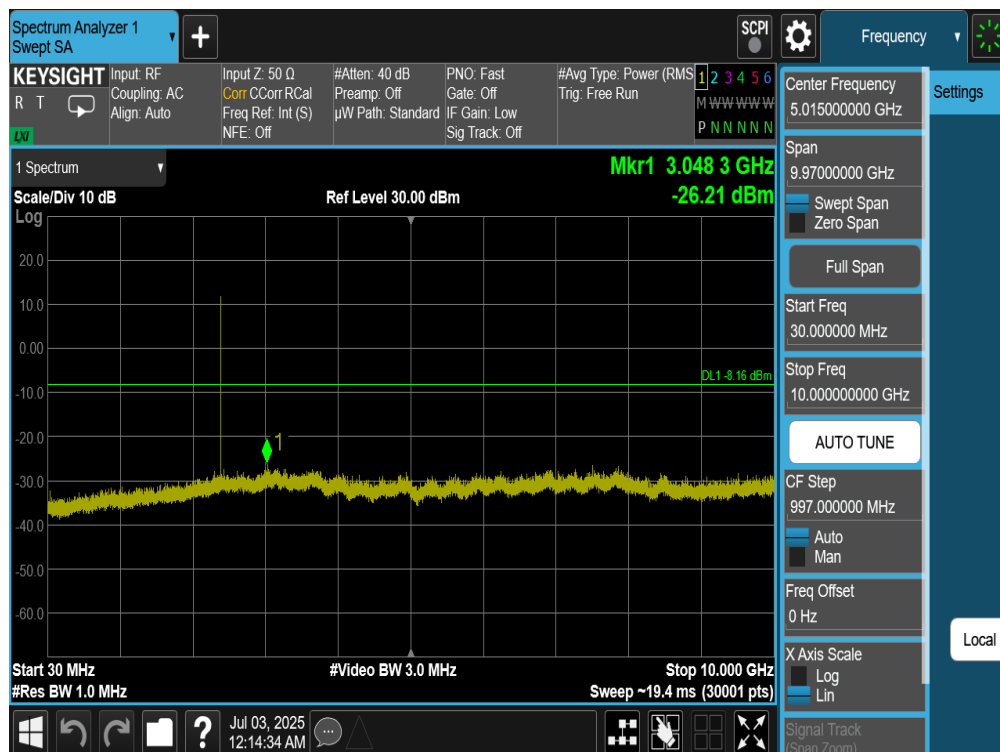 Spectrum Analyzer 1
Swept SA
+
SCPI
Frequency
KEYSIGHT
R T
LXI
Input: RF
Coupling: AC
Align: Auto
Input Z: 50 Ω
Corr CCorr RCal
Freq Ref: Int (S)
NFE: Off
#Atten: 40 dB
Preamp: Off
µW Path: Standard
PNO: Fast
Gate: Off
IF Gain: Low
Sig Track: Off
#Avg Type: Power (RMS
Trig: Free Run
1 2 3 4 5 6
M W W W W W
P N N N N N
1 Spectrum
Mkr1 3.048 3 GHz
-26.21 dBm
Scale/Div 10 dB
Ref Level 30.00 dBm
Log
20.0
10.0
0.00
DL1 -8.16 dBm
-10.0
-20.0
1
-30.0
-40.0
-50.0
-60.0
Start 30 MHz
#Video BW 3.0 MHz
Stop 10.000 GHz
#Res BW 1.0 MHz
Sweep ~19.4 ms (30001 pts)
Center Frequency
5.015000000 GHz
Settings
Span
9.97000000 GHz
Swept Span
Zero Span
Full Span
Start Freq
30.000000 MHz
Stop Freq
10.000000000 GHz
AUTO TUNE
CF Step
997.000000 MHz
Auto
Man
Freq Offset
0 Hz
Local
X Axis Scale
Log
Lin
Signal Track
(Span Zoom)
?
Jul 03, 2025
12:14:34 AM